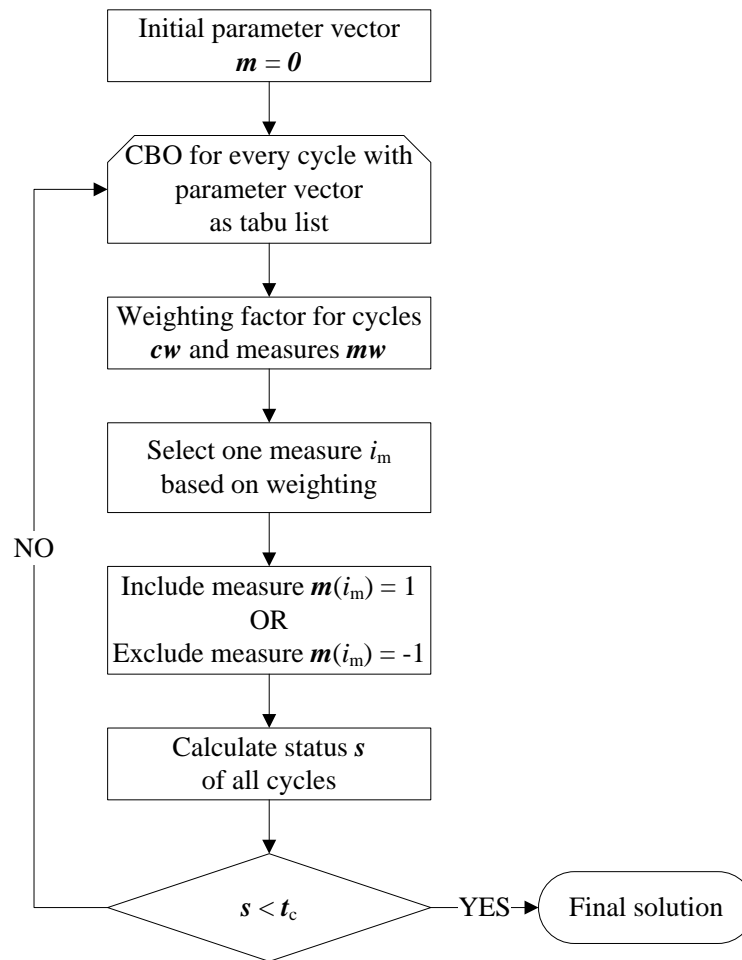 Initial parameter vector
m = 0
CBO for every cycle with
parameter vector
as tabu list
Weighting factor for cycles
cw and measures mw
Select one measure im
based on weighting
NO
Include measure m(im) = 1
OR
Exclude measure m(im) = -1
Calculate status s
of all cycles
s < tc
YES
Final solution